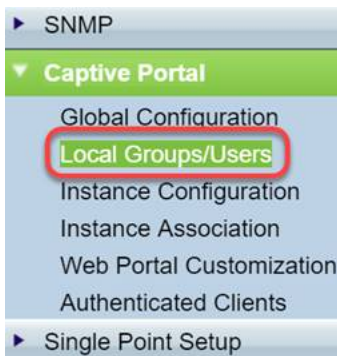 SNMP
Captive Portal
Global Configuration
Local Groups/Users
Instance Configuration
Instance Association
Web Portal Customization
Authenticated Clients
Single Point Setup